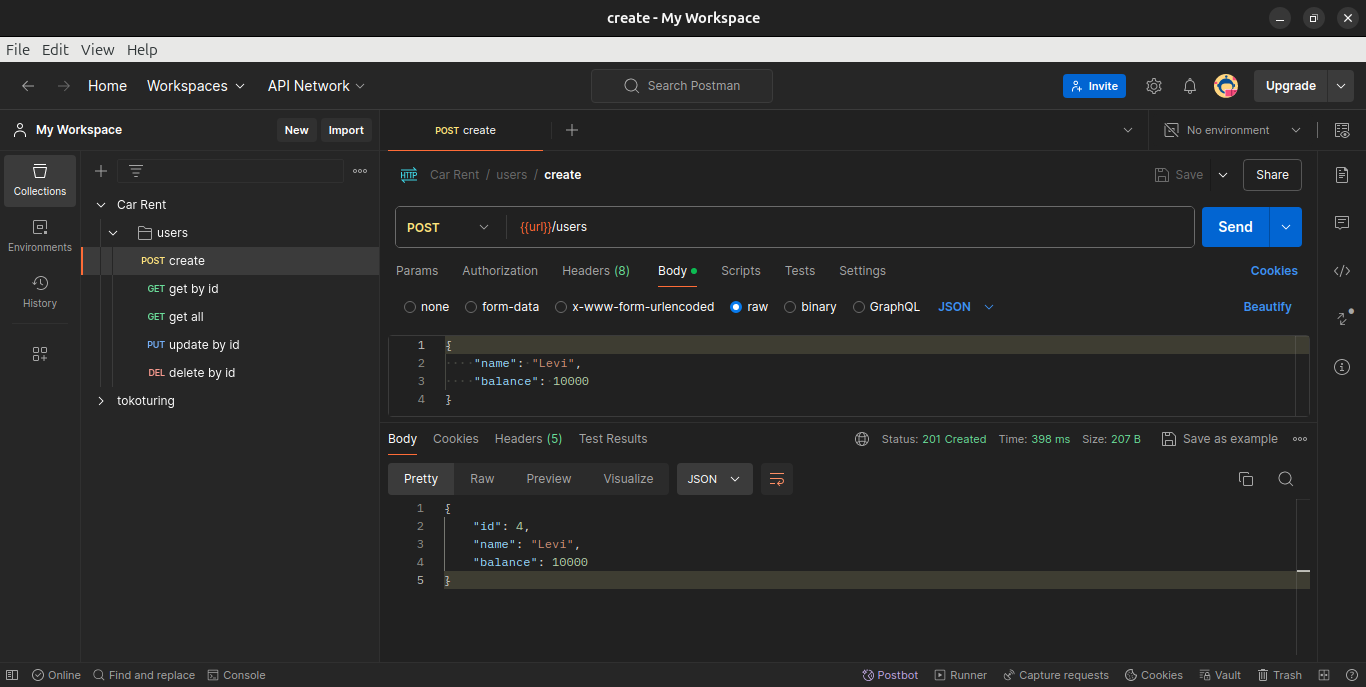 create - My Workspace
File Edit View Help
Home Workspaces API Network Search Postman Invite Upgrade
My Workspace New Import POST create No environment
Collections
Environments
History
Car Rent
users
POST create
GET get by id
GET get all
PUT update by id
DEL delete by id
tokoturing
HTTP Car Rent / users / create Save Share
POST {{url}}/users Send
Params Authorization Headers (8) Body Scripts Tests Settings Cookies
none form-data x-www-form-urlencoded raw binary GraphQL JSON Beautify
1 {
2 ····"name":·"Levi",
3 ····"balance":·10000
4 }
Body Cookies Headers (5) Test Results Status: 201 Created Time: 398 ms Size: 207 B Save as example
Pretty Raw Preview Visualize JSON
1 {
2 "id": 4,
3 "name": "Levi",
4 "balance": 10000
5 }
Online Find and replace Console Postbot Runner Capture requests Cookies Vault Trash